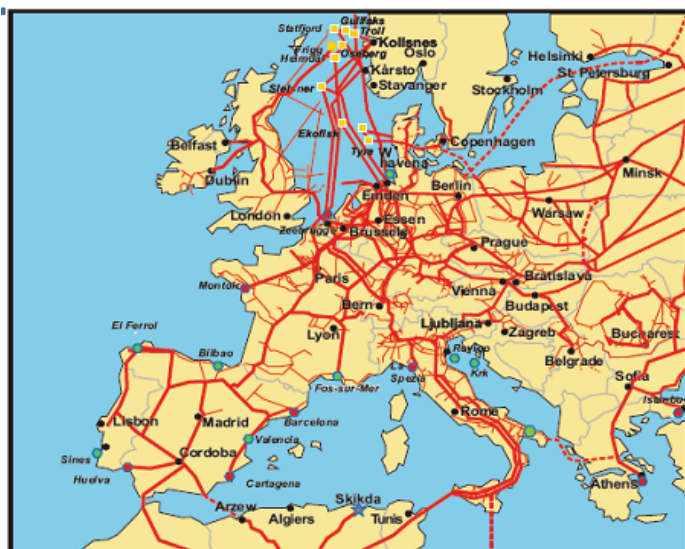 Gullfaks
Statfjord
Troll
Kollsnes
Oslo
Frigg
Oseberg
Heimdal
Helsinki
St. Petersburg
Kårsto
Stavanger
Stockholm
Sleipner
Ekofisk
Tyra
W'
havena
Copenhagen
Belfast
Dublin
Minsk
Emden
Berlin
London
Essen
Warsaw
Zeebrugge
Brussels
Prague
Paris
Montoir
Bratislava
Vienna
Bern
Budapest
El Ferrol
Ljubljana
Zagreb
Bucharest
Lyon
Bilbao
Krk
Belgrade
La
Spezia
Fos-sur-Mer
Sofia
Barcelona
Rome
Lisbon
Madrid
Valencia
Sines
Cordoba
Huelva
Cartagena
Athens
Skikda
Arzew
Algiers
Tunis